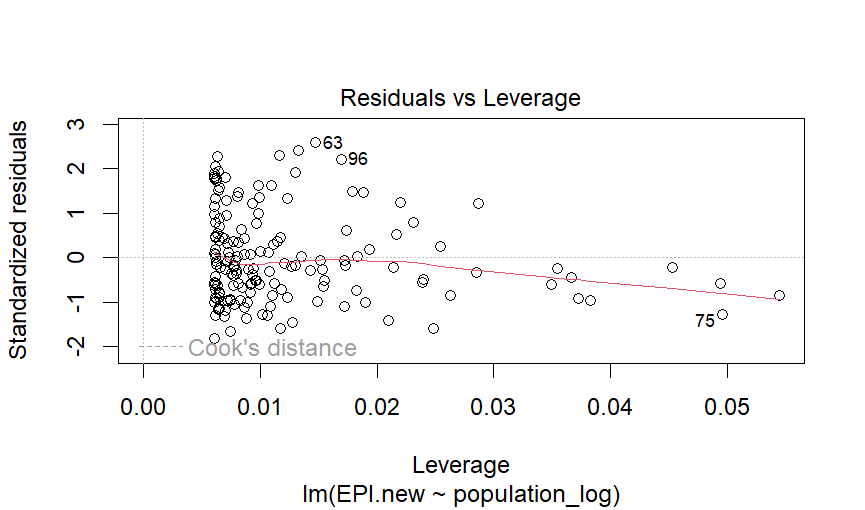 Residuals vs Leverage
Standardized residuals
3
2
1
0
-1
-2
63
96
75
Cook's distance
0.00 0.01 0.02 0.03 0.04 0.05
Leverage
lm(EPI.new ~ population_log)